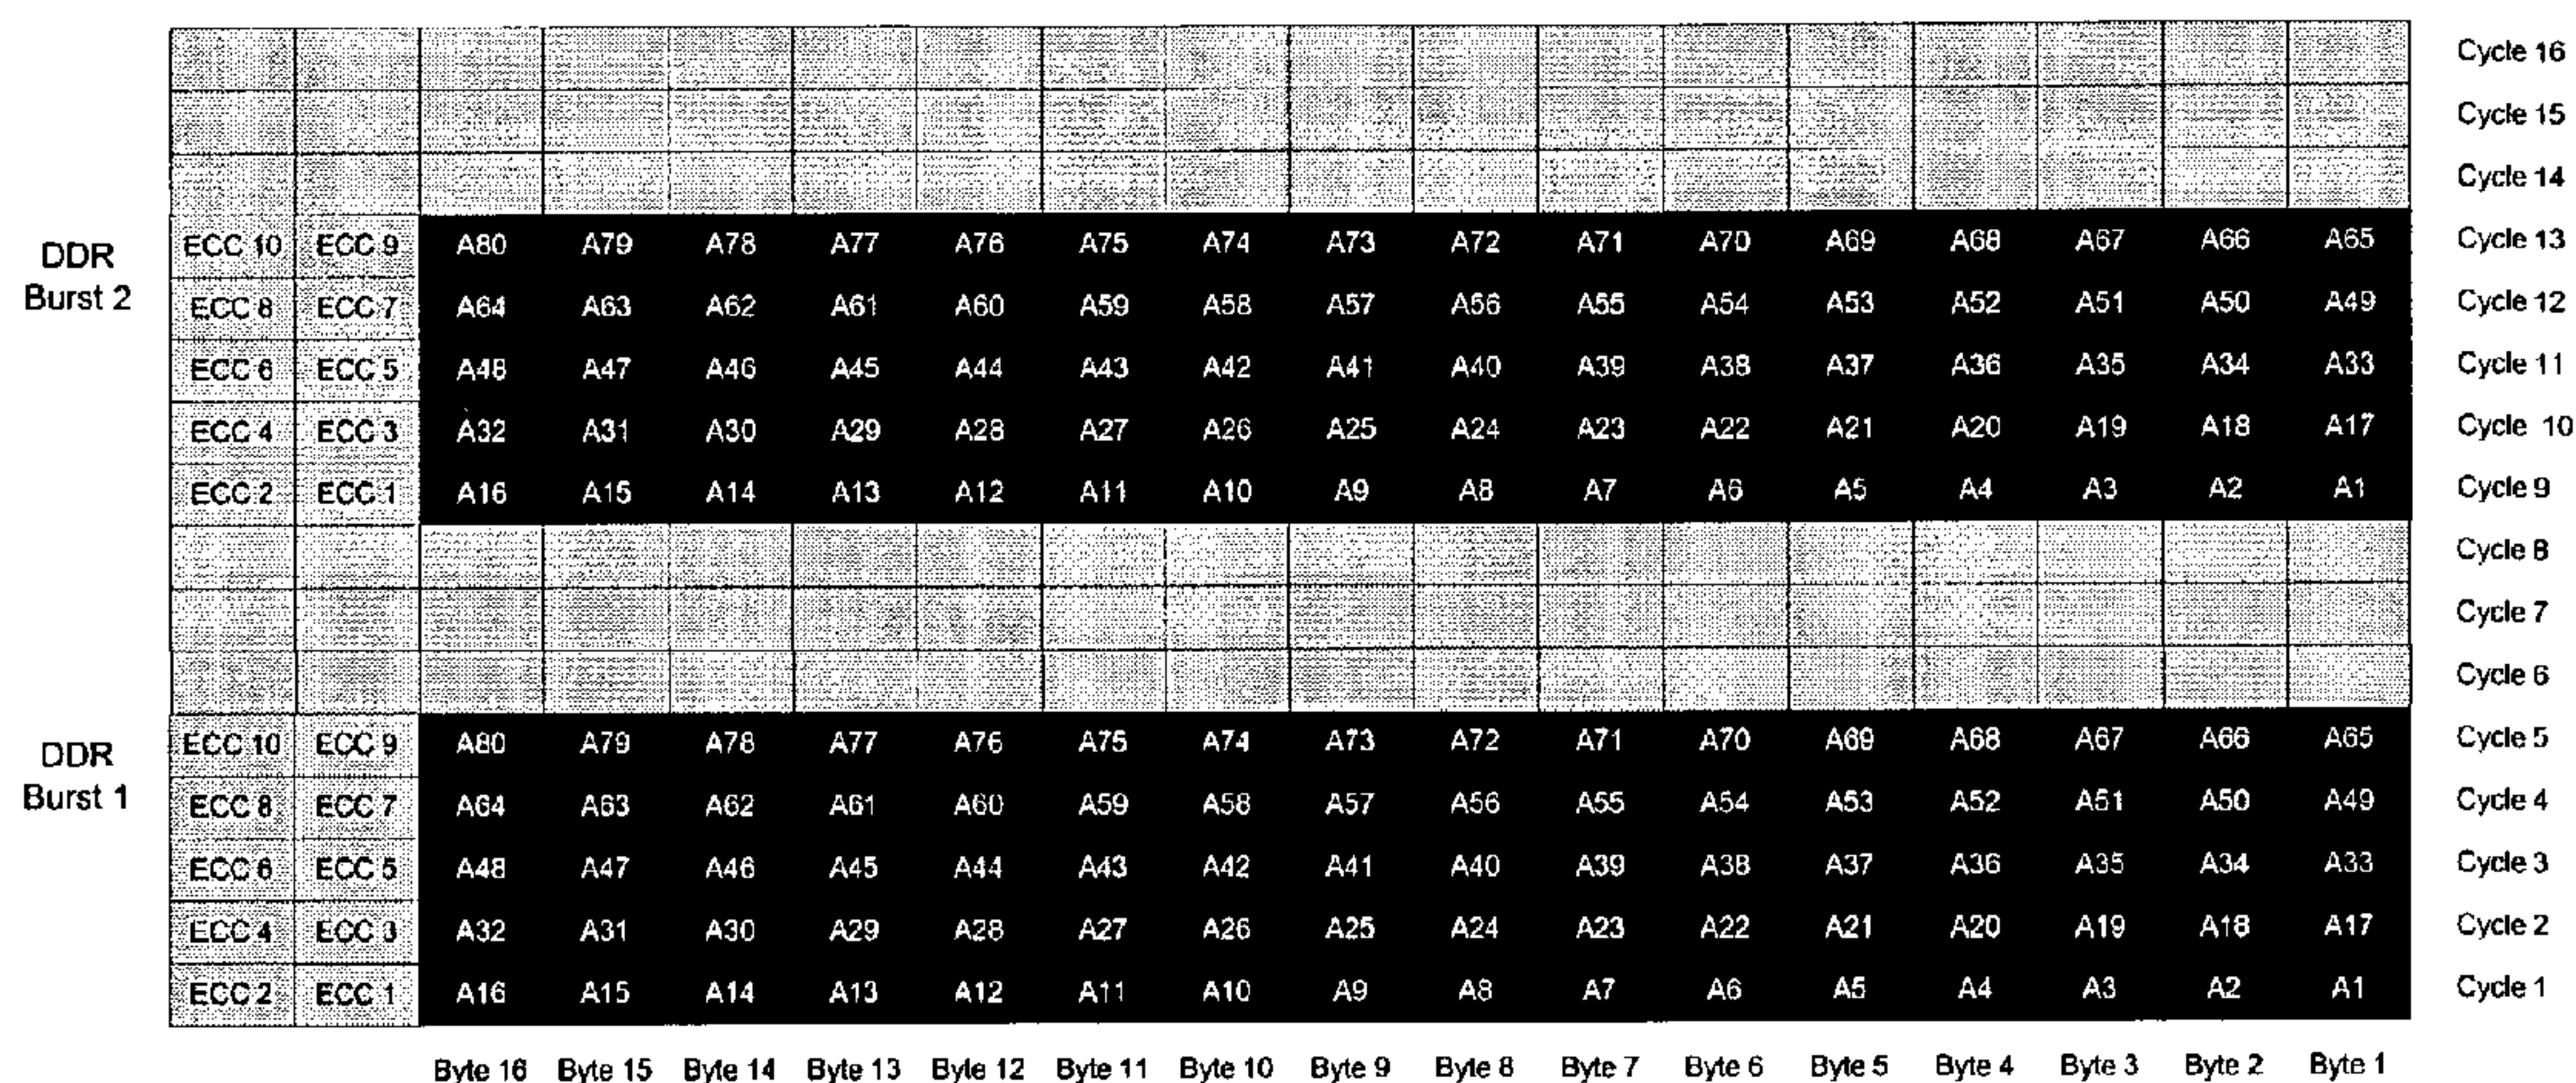 Cycle 16
Cycle 15
Cycle 14
DDR
Burst 2
ECC 10 ECC 9 A80 A79 A78 A77 A76 A75 A74 A73 A72 A71 A70 A69 A68 A67 A66 A65 Cycle 13
ECC 8 ECC 7 A64 A63 A62 A61 A60 A59 A58 A57 A56 A55 A54 A53 A52 A51 A50 A49 Cycle 12
ECC 6 ECC 5 A48 A47 A46 A45 A44 A43 A42 A41 A40 A39 A38 A37 A36 A35 A34 A33 Cycle 11
ECC 4 ECC 3 A32 A31 A30 A29 A28 A27 A26 A25 A24 A23 A22 A21 A20 A19 A18 A17 Cycle 10
ECC 2 ECC 1 A16 A15 A14 A13 A12 A11 A10 A9 A8 A7 A6 A5 A4 A3 A2 A1 Cycle 9
Cycle 8
Cycle 7
Cycle 6
DDR
Burst 1
ECC 10 ECC 9 A80 A79 A78 A77 A76 A75 A74 A73 A72 A71 A70 A69 A68 A67 A66 A65 Cycle 5
ECC 8 ECC 7 A64 A63 A62 A61 A60 A59 A58 A57 A56 A55 A54 A53 A52 A51 A50 A49 Cycle 4
ECC 6 ECC 5 A48 A47 A46 A45 A44 A43 A42 A41 A40 A39 A38 A37 A36 A35 A34 A33 Cycle 3
ECC 4 ECC 3 A32 A31 A30 A29 A28 A27 A26 A25 A24 A23 A22 A21 A20 A19 A18 A17 Cycle 2
ECC 2 ECC 1 A16 A15 A14 A13 A12 A11 A10 A9 A8 A7 A6 A5 A4 A3 A2 A1 Cycle 1
Byte 16 Byte 15 Byte 14 Byte 13 Byte 12 Byte 11 Byte 10 Byte 9 Byte 8 Byte 7 Byte 6 Byte 5 Byte 4 Byte 3 Byte 2 Byte 1